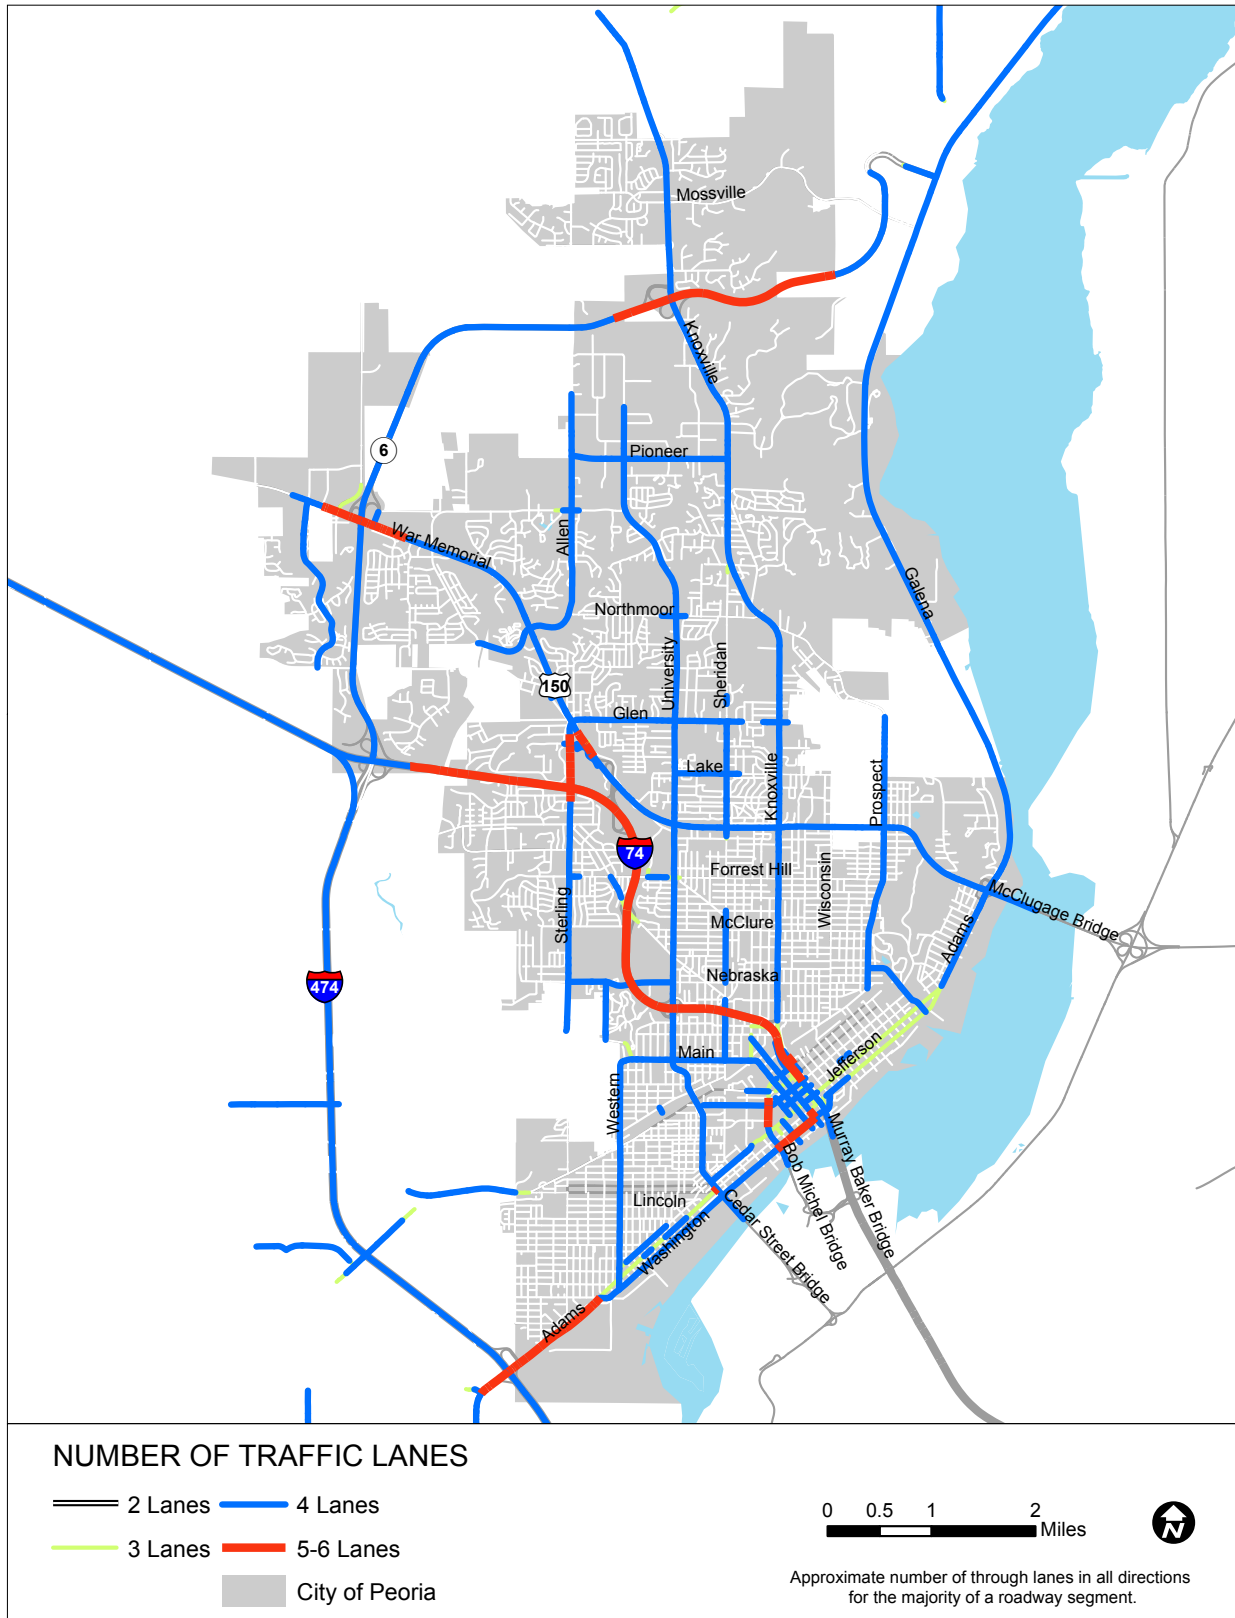 Mossville
Knoxville
Pioneer
6
War Memorial
Allen
Galena
Northmoor
University
Sheridan
150
Glen
Lake
Knoxville
Prospect
74
Forrest Hill
Wisconsin
McClugage Bridge
Sterling
McClure
Adams
Nebraska
474
Main
Jefferson
Western
Murray Baker Bridge
Bob Michel Bridge
Lincoln
Cedar Street Bridge
Washington
Adams
NUMBER OF TRAFFIC LANES
2 Lanes
4 Lanes
3 Lanes
5-6 Lanes
City of Peoria
0 0.5 1 2
Miles
N
Approximate number of through lanes in all directions
for the majority of a roadway segment.